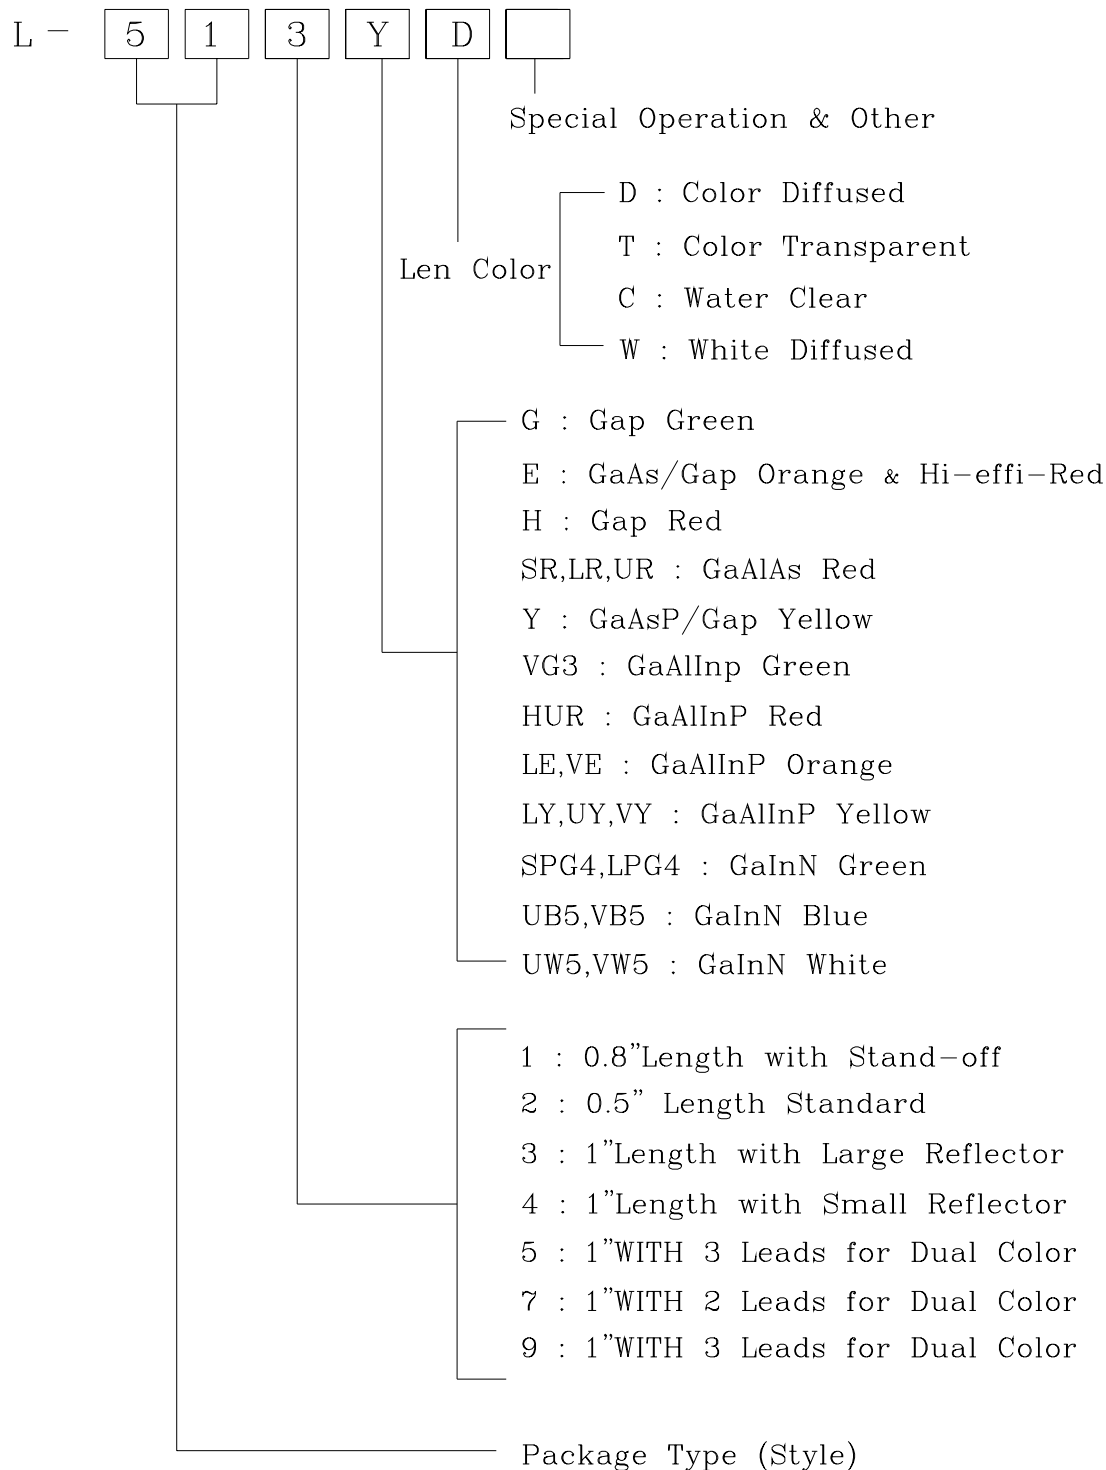 L- 5 1 3 Y D
Special Operation & Other
D : Color Diffused
T : Color Transparent
Len Color
C : Water Clear
W : White Diffused
G : Gap Green
E : GaAs/Gap Orange & Hi-effi-Red
H : Gap Red
SR,LR,UR : GaAlAs Red
Y : GaAsP/Gap Yellow
VG3 : GaAlInp Green
HUR : GaAlInP Red
LE,VE : GaAlInP Orange
LY,UY,VY : GaAlInP Yellow
SPG4,LPG4 : GaInN Green
UB5,VB5 : GaInN Blue
UW5,VW5 : GaInN White
1 : 0.8"Length with Stand-off
2 : 0.5" Length Standard
3 : 1"Length with Large Reflector
4 : 1"Length with Small Reflector
5 : 1"WITH 3 Leads for Dual Color
7 : 1"WITH 2 Leads for Dual Color
9 : 1"WITH 3 Leads for Dual Color
Package Type (Style)